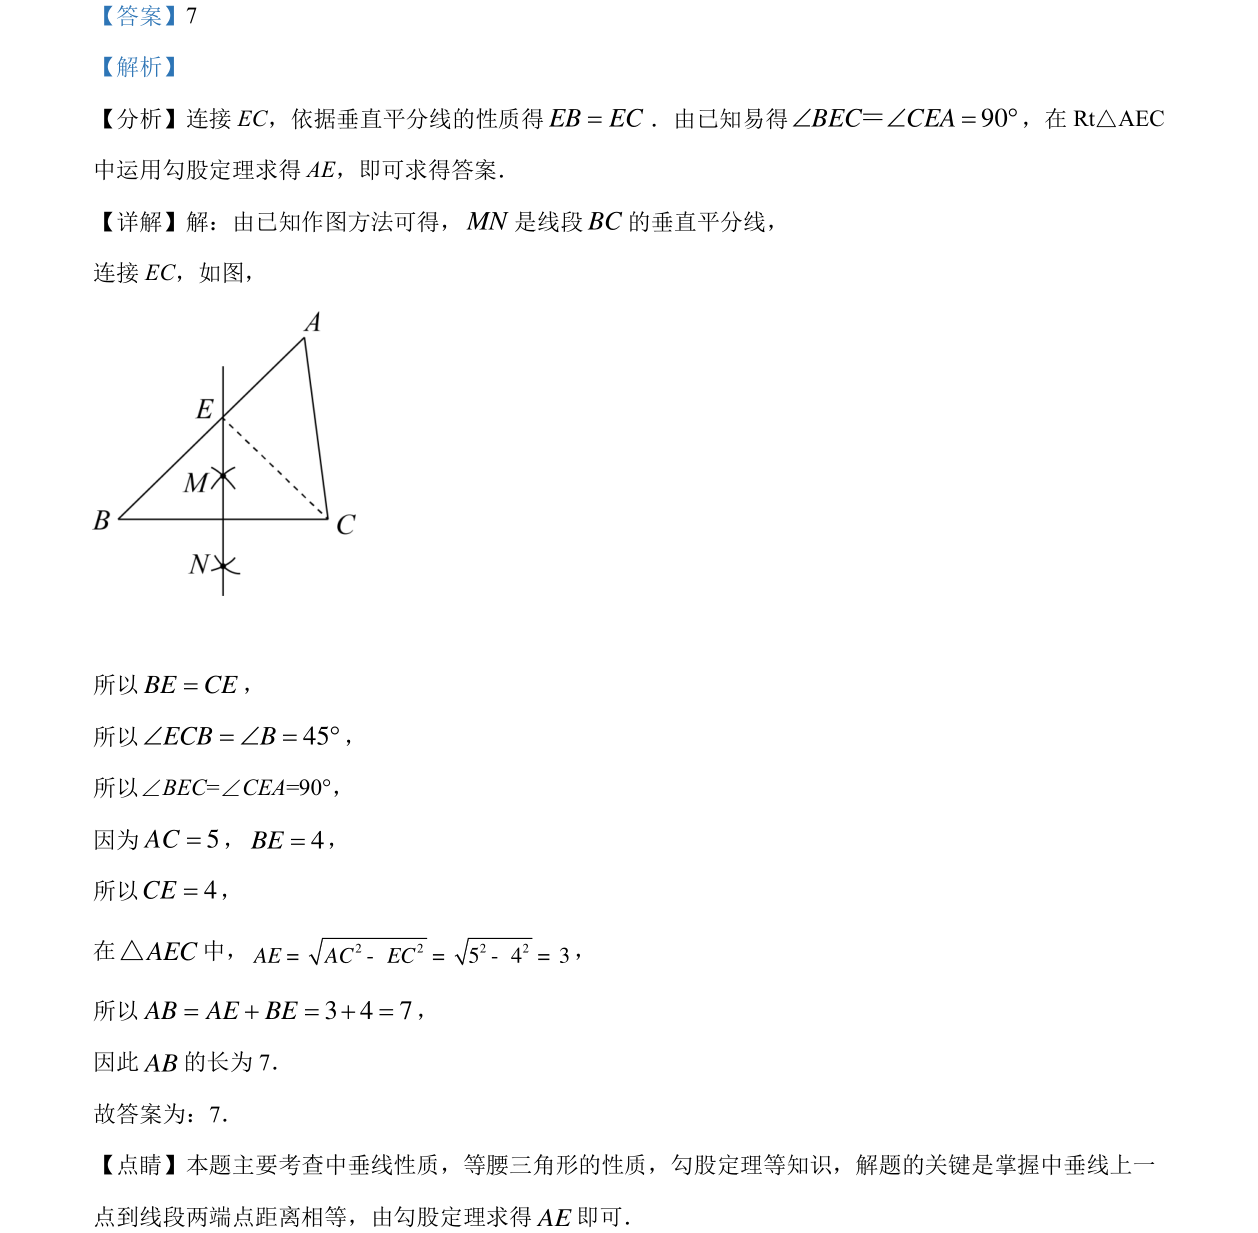 【答案】7
【解析】
【分析】连接 EC，依据垂直平分线的性质得 EB = EC ．由已知易得 ∠BEC＝∠CEA = 90°，在 Rt△AEC
中运用勾股定理求得 AE，即可求得答案．
【详解】解：由已知作图方法可得， MN 是线段 BC 的垂直平分线，
连接 EC，如图，
A
E
M
B
C
N
所以 BE = CE ，
所以 ∠ECB = ∠B = 45° ，
所以∠BEC=∠CEA=90°，
因为 AC = 5， BE = 4，
所以 CE = 4，
在 △AEC 中， AE = √(AC² - EC²) = √(5² - 4²) = 3，
所以 AB = AE + BE = 3 + 4 = 7 ，
因此 AB 的长为 7．
故答案为：7．
【点睛】本题主要考查中垂线性质，等腰三角形的性质，勾股定理等知识，解题的关键是掌握中垂线上一
点到线段两端点距离相等，由勾股定理求得 AE 即可．